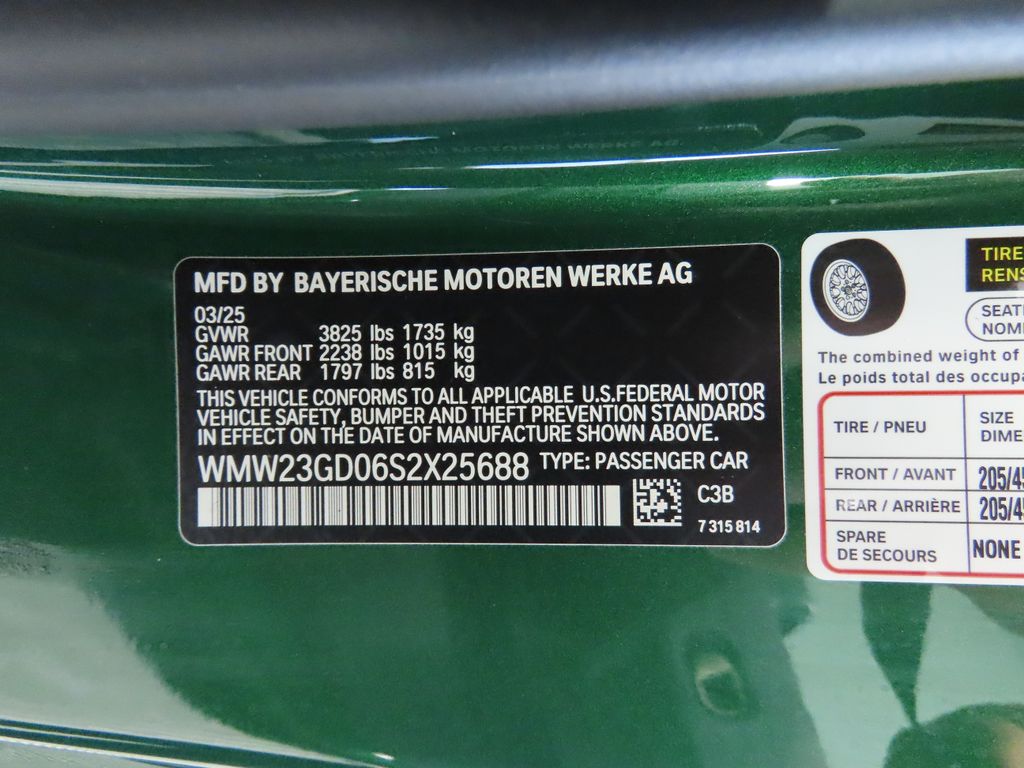 MFD BY BAYERISCHE MOTOREN WERKE AG
03/25
GVWR 3825 lbs 1735 kg
GAWR FRONT 2238 lbs 1015 kg
GAWR REAR 1797 lbs 815 kg
THIS VEHICLE CONFORMS TO ALL APPLICABLE U.S.FEDERAL MOTOR
VEHICLE SAFETY, BUMPER AND THEFT PREVENTION STANDARDS
IN EFFECT ON THE DATE OF MANUFACTURE SHOWN ABOVE.
WMW23GD06S2X25688 TYPE: PASSENGER CAR
C3B
7 315 814
TIRE
RENS
SEATI
NOMI
The combined weight of
Le poids total des occupa
TIRE / PNEU
SIZE
DIME
FRONT / AVANT 205/45
REAR / ARRIÈRE 205/45
SPARE
DE SECOURS
NONE